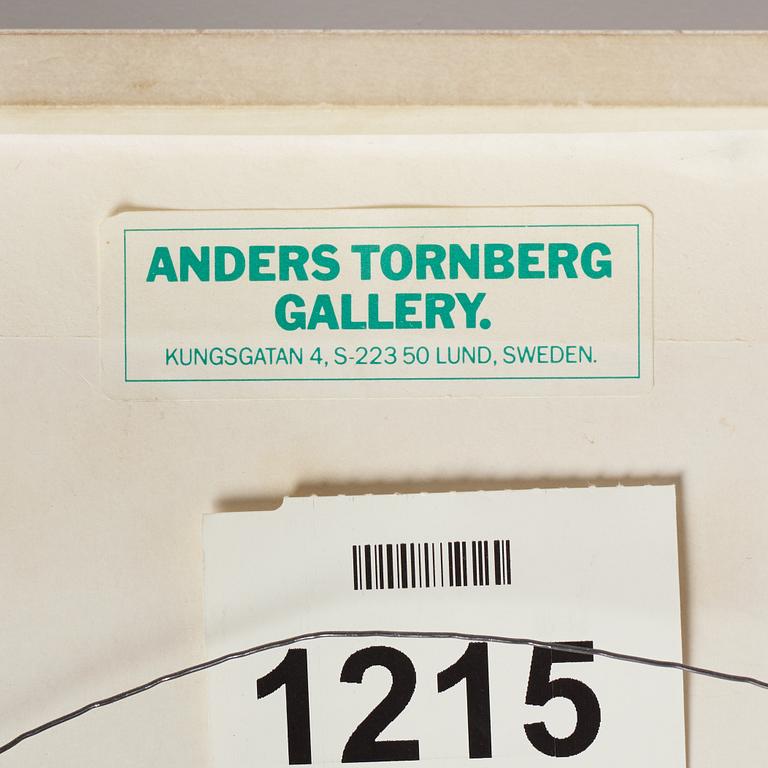 ANDERS TORNBERG
GALLERY.
KUNGSGATAN 4, S-223 50 LUND, SWEDEN.
1215